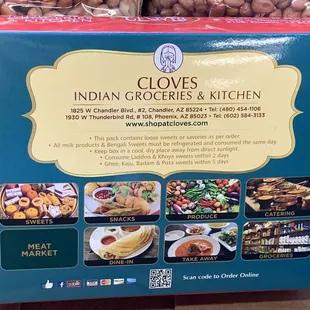 CLOVES
INDIAN GROCERIES & KITCHEN
1825 W Chandler Blvd., #2, Chandler, AZ 85224 • Tel: (480) 454-1106
1930 W Thunderbird Rd, # 108, Phoenix, AZ 85023 • Tel: (602) 584-3133
www.shopatcloves.com
• This pack contains loose sweets or savories as per order.
• All milk products & Bengali Sweets must be refrigerated and consumed the same day.
• Keep box in a cool, dry place away from direct sunlight.
• Consume Laddoo & Khoya sweets within 2 days
• Ghee, Kaju, Badam & Pista sweets within 5 days
SWEETS
SNACKS
PRODUCE
CATERING
MEAT
MARKET
DINE-IN
TAKE AWAY
GROCERIES
Scan code to Order Online